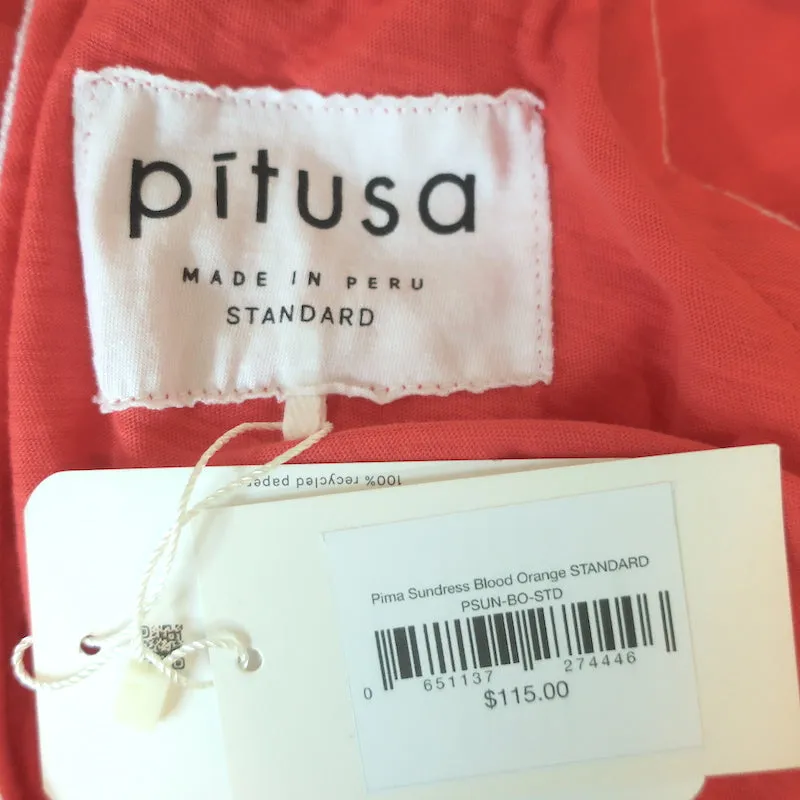 pītusa
MADE IN PERU
STANDARD
100% recycled paper
Pima Sundress Blood Orange STANDARD
PSUN-BO-STD
0 651137 274446
$115.00